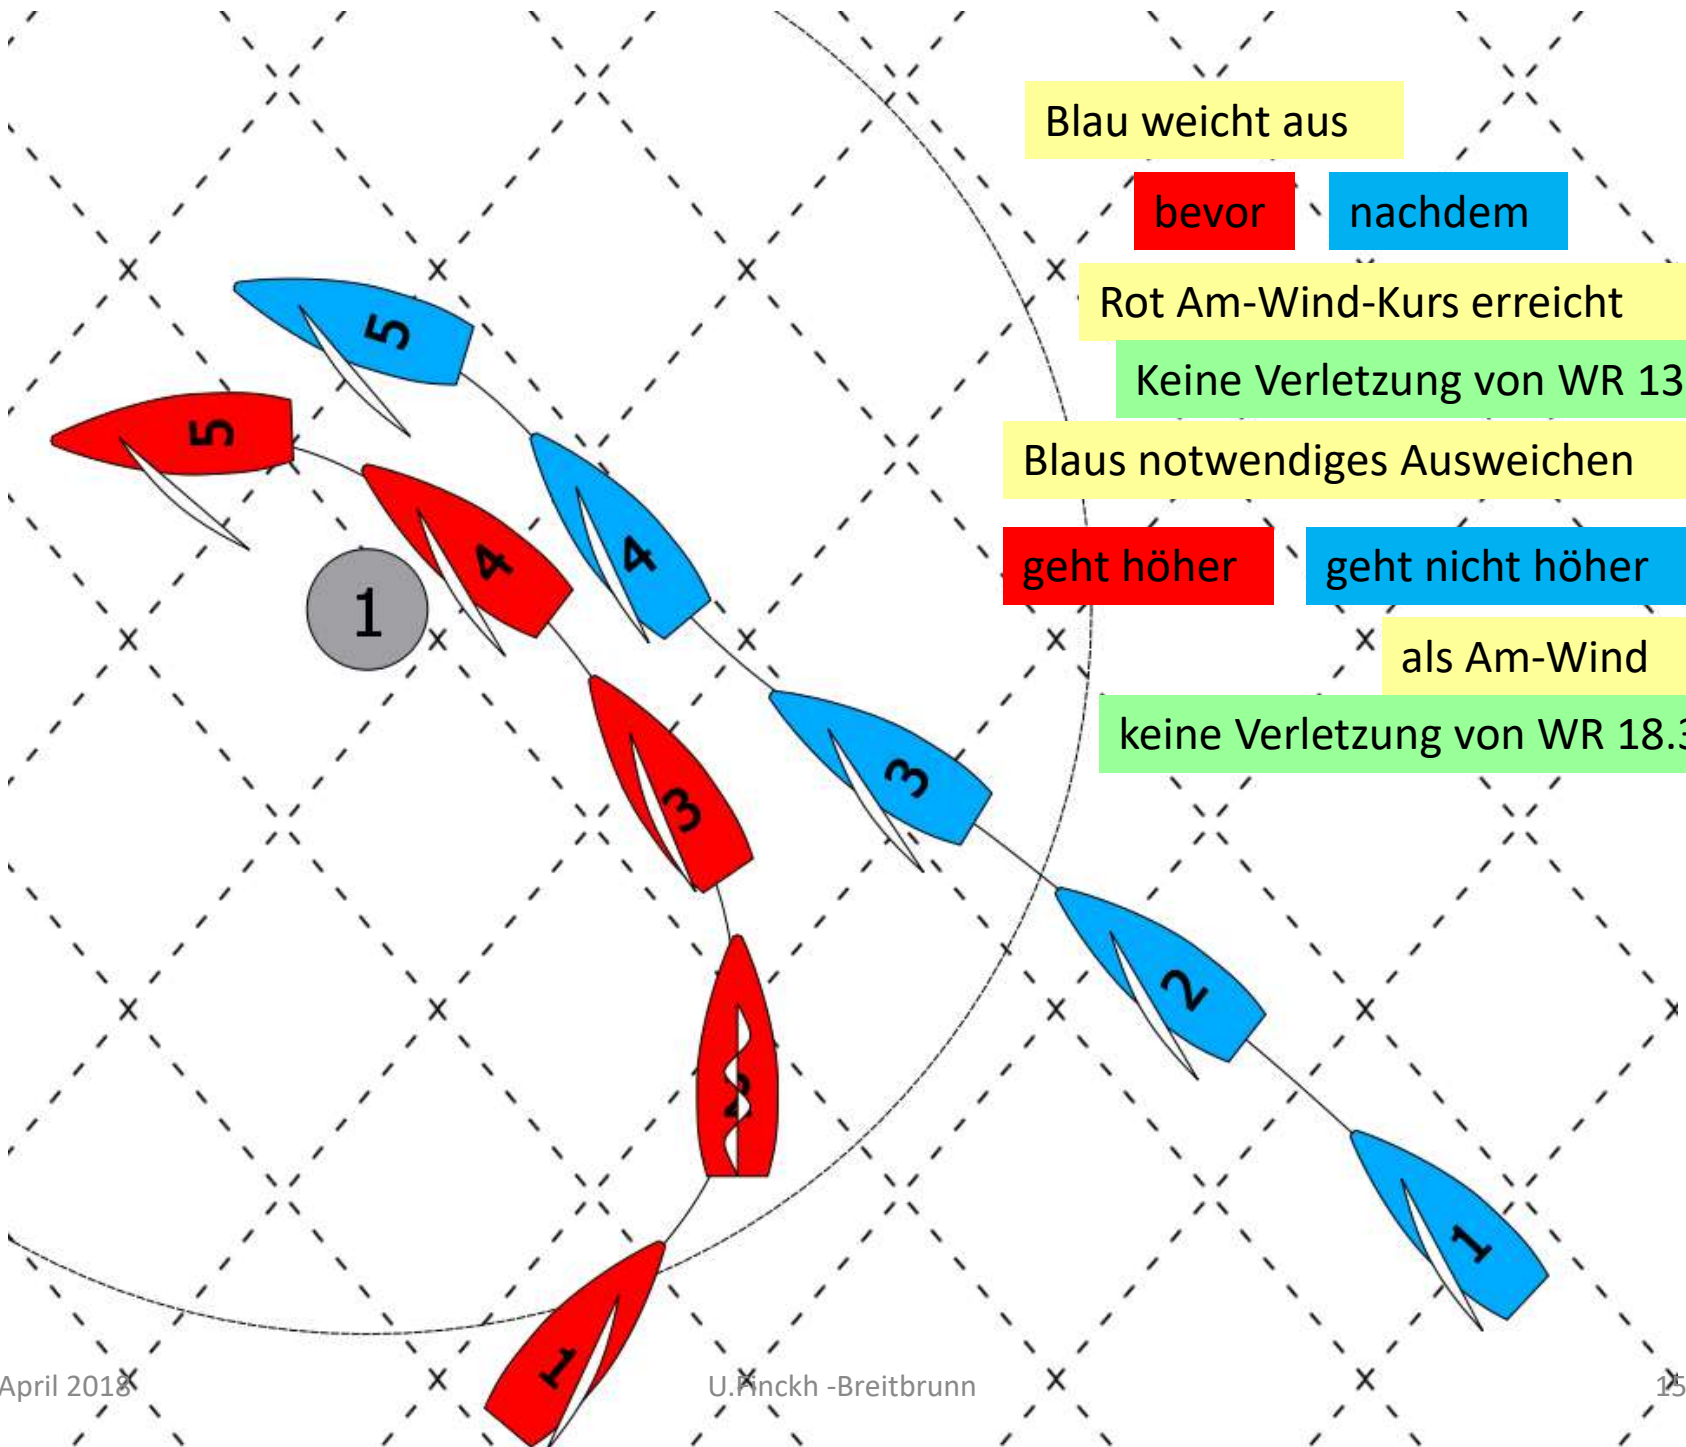 Blau weicht aus
bevor nachdem
Rot Am-Wind-Kurs erreicht
Keine Verletzung von WR 13
Blaus notwendiges Ausweichen
geht höher geht nicht höher
als Am-Wind
keine Verletzung von WR 18.3
5
5
4
4
1
3
3
2
2
1
1
April 2018 U.Finckh -Breitbrunn 15